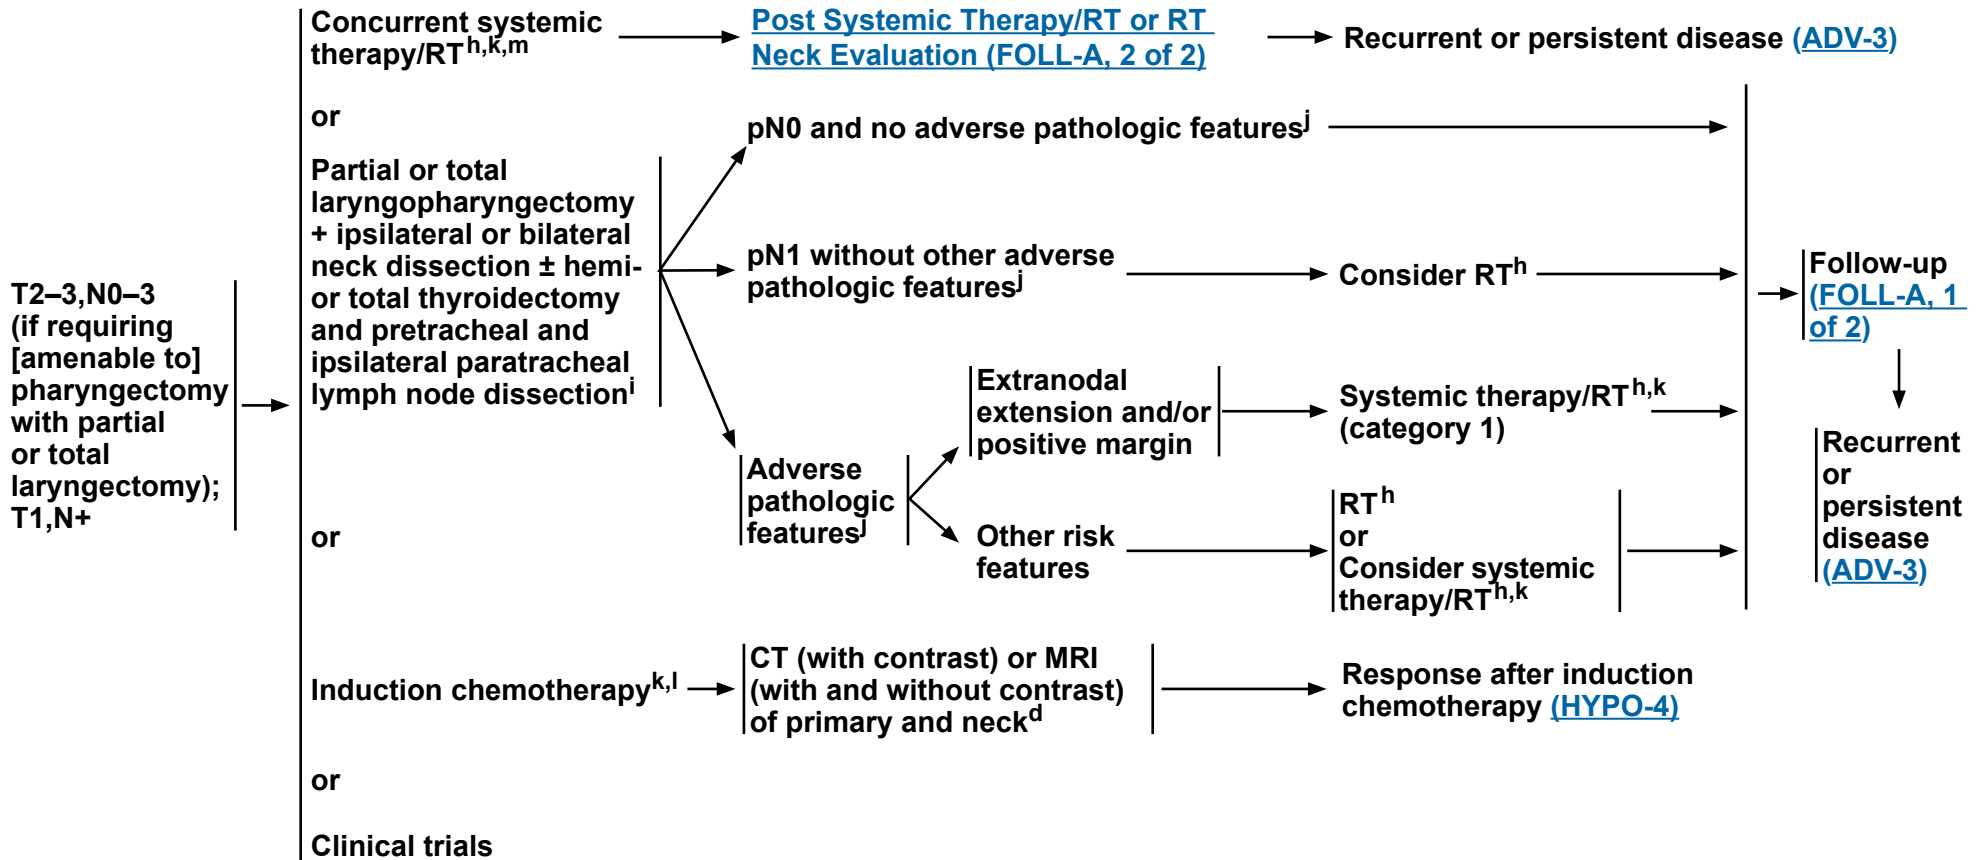 T2–3,N0–3
(if requiring
[amenable to]
pharyngectomy
with partial
or total
laryngectomy);
T1,N+
Concurrent systemic
therapy/RTh,k,m
Post Systemic Therapy/RT or RT
Neck Evaluation (FOLL-A, 2 of 2)
Recurrent or persistent disease (ADV-3)
or
Partial or total
laryngopharyngectomy
+ ipsilateral or bilateral
neck dissection ± hemi-
or total thyroidectomy
and pretracheal and
ipsilateral paratracheal
lymph node dissectioni
pN0 and no adverse pathologic featuresj
pN1 without other adverse
pathologic featuresj
Consider RTh
Adverse
pathologic
featuresj
Extranodal
extension and/or
positive margin
Systemic therapy/RTh,k
(category 1)
Other risk
features
RTh
or
Consider systemic
therapy/RTh,k
Follow-up
(FOLL-A, 1
of 2)
Recurrent
or
persistent
disease
(ADV-3)
or
Induction chemotherapyk,l
CT (with contrast) or MRI
(with and without contrast)
of primary and neckd
Response after induction
chemotherapy (HYPO-4)
or
Clinical trials